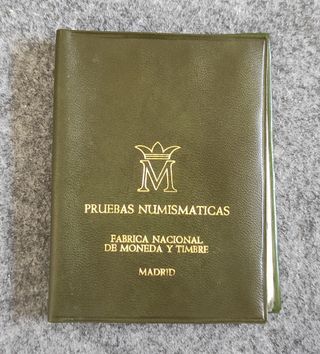 M
PRUEBAS NUMISMATICAS
FABRICA NACIONAL
DE MONEDA Y TIMBRE
MADRID